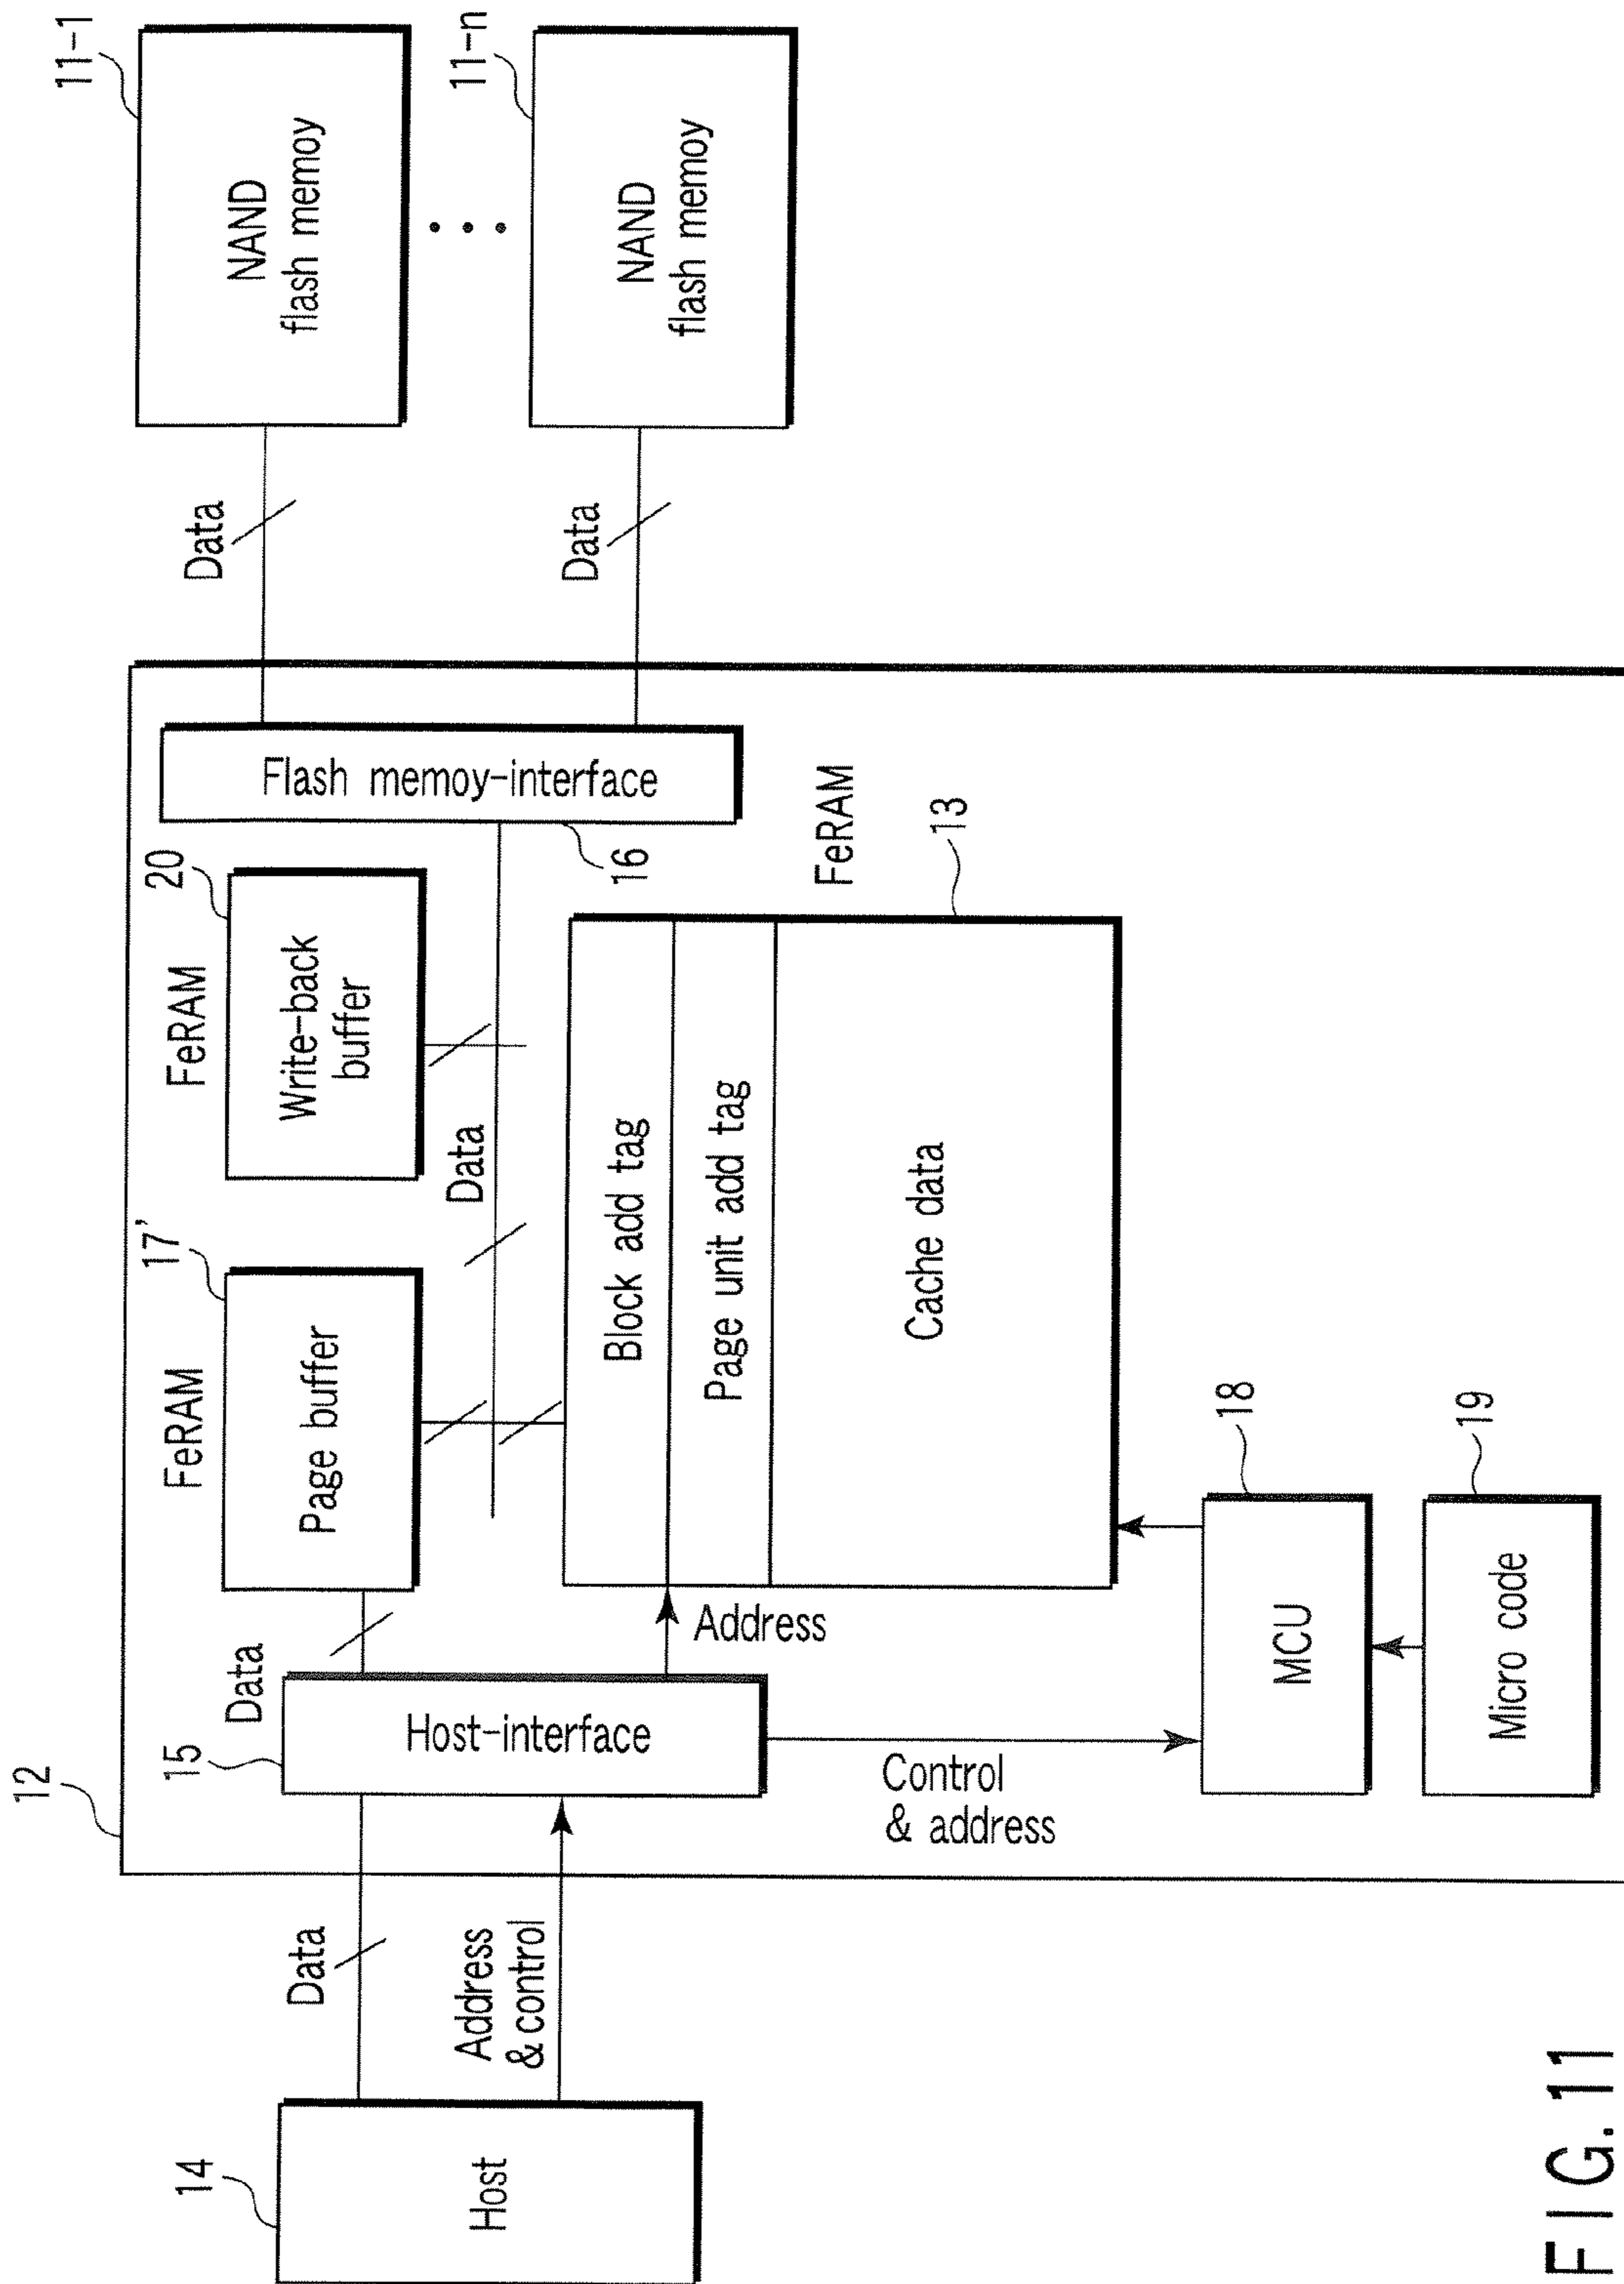 12
14
Host
Data
Address
& control
15
Host-interface
Data
Address
Control
& address
FeRAM
17'
Page buffer
FeRAM
20
Write-back
buffer
Data
Block add tag
Page unit add tag
Cache data
FeRAM
13
16
Flash memoy-interface
MCU
18
Micro code
19
Data
Data
11-1
NAND
flash memoy
11-n
NAND
flash memoy
FIG. 11